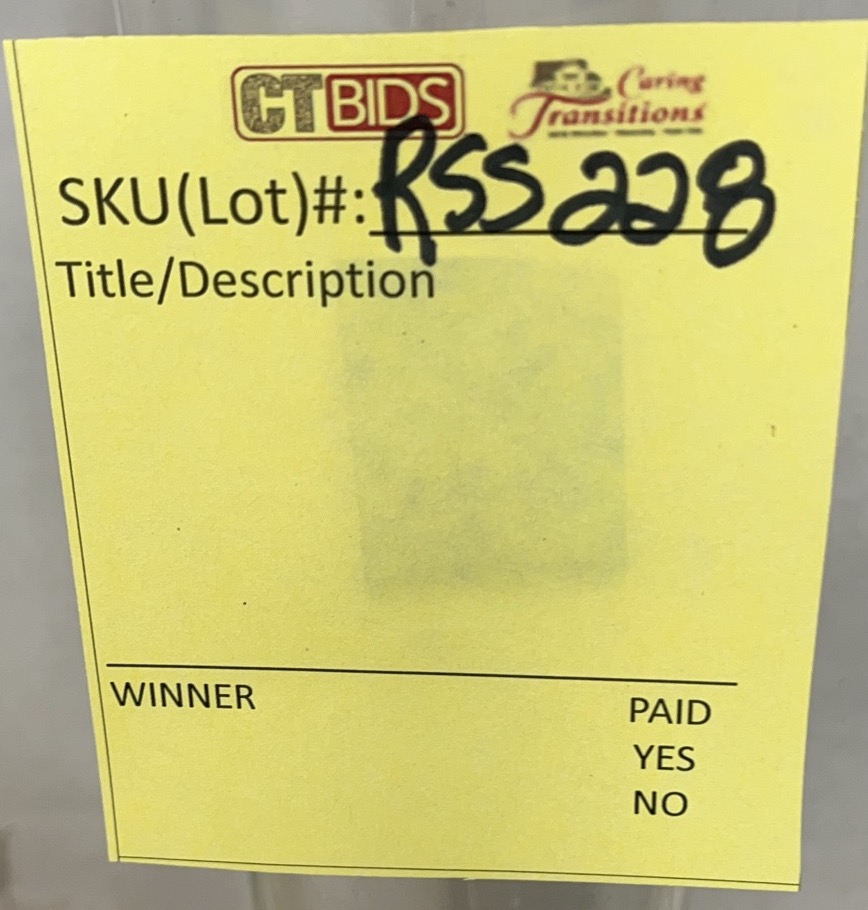 CTBIDS
Caring
Transitions
SKU(Lot)#: RSS228
Title/Description
WINNER
PAID
YES
NO